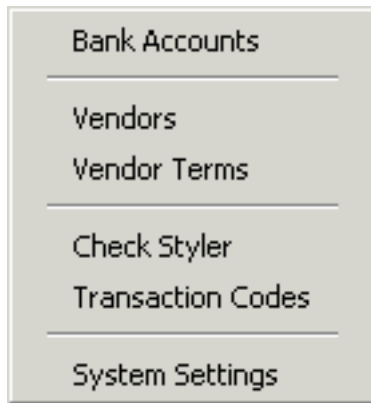 Bank Accounts
Vendors
Vendor Terms
Check Styler
Transaction Codes
System Settings